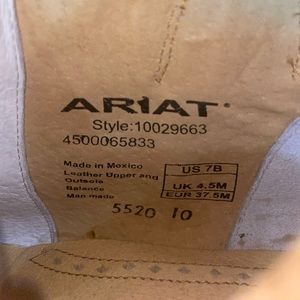 ARIAT
Style:10029663
4500065833
Made in Mexico
Leather Upper and
Outsole
Balance
Man made
US 7B
UK 4.5M
EUR 37.5M
5520 10